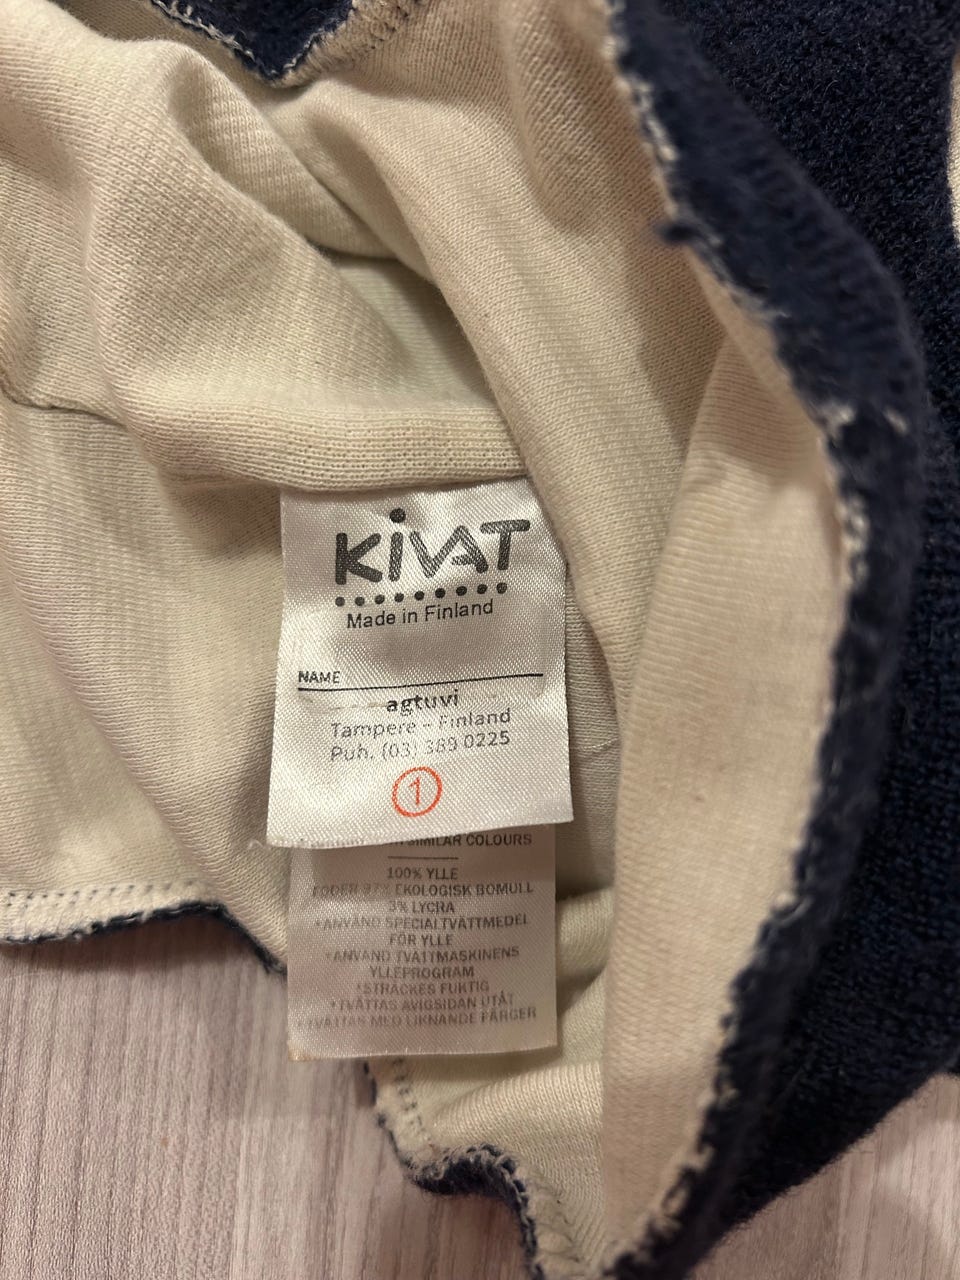 KiVAT
Made in Finland
NAME
agtuvi
Tampere - Finland
Puh. (03) 389 0225
1
SIMILAR COLOURS
100% YLLE
FODER 97% EKOLOGISK BOMULL
3% LYCRA
*ANVÄND SPECIALTVÄTTMEDEL
FÖR YLLE
*ANVÄND TVÄTTMASKINENS
YLLEPROGRAM
*STRÄCKES FUKTIG
*TVÄTTAS AVIGSIDAN UTÅT
*TVÄTTAS MED LIKNANDE FÄRGER